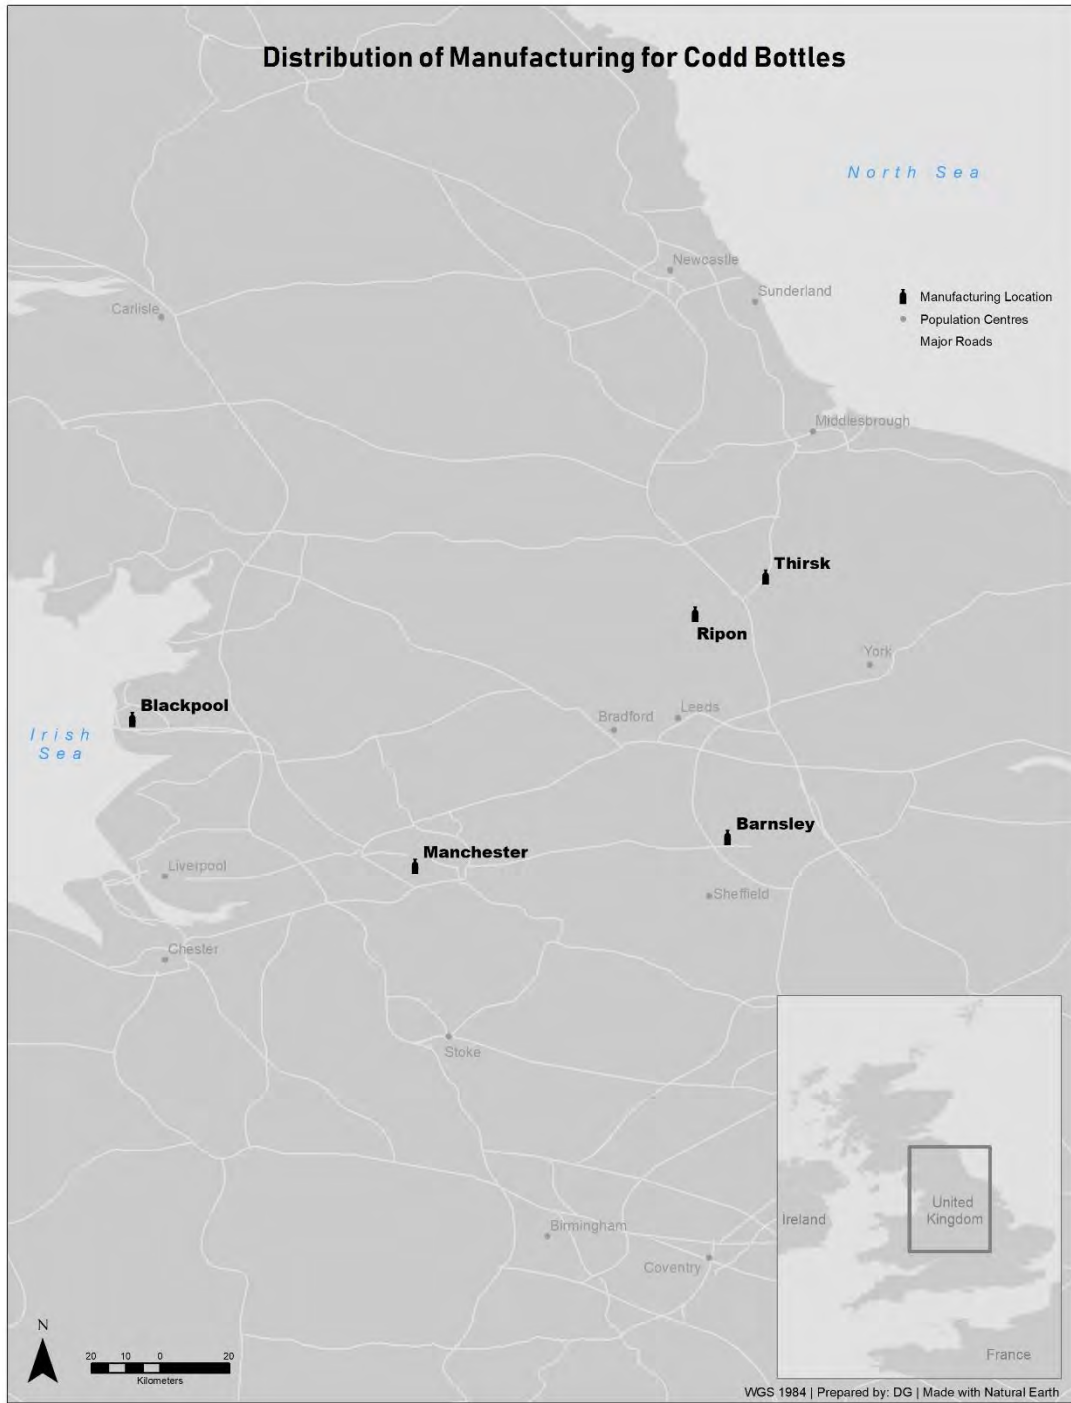 Distribution of Manufacturing for Codd Bottles
North Sea
Newcastle
Sunderland
Carlisle
Manufacturing Location
Population Centres
Major Roads
Middlesbrough
Thirsk
Ripon
York
Blackpool
Leeds
Bradford
Irish
Sea
Barnsley
Manchester
Liverpool
Sheffield
Chester
Stoke
United
Kingdom
Ireland
Birmingham
Coventry
France
N
20 10 0 20
Kilometers
WGS 1984 | Prepared by: DG | Made with Natural Earth